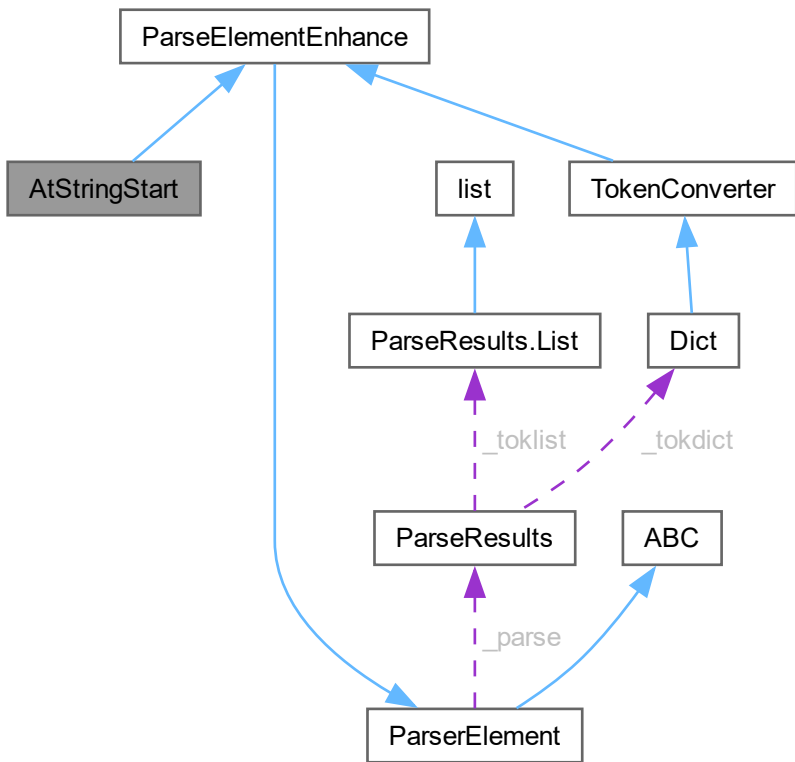 ParseElementEnhance
AtStringStart
list
TokenConverter
ParseResults.List
Dict
_toklist
_tokdict
ParseResults
ABC
_parse
ParserElement